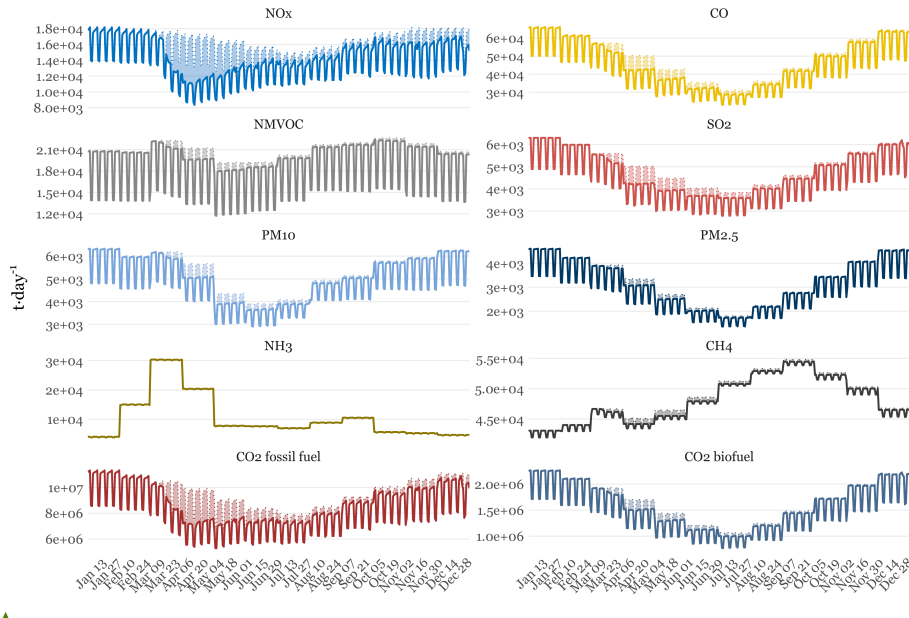 NOx
CO
1.8e+04
1.6e+04
1.4e+04
1.2e+04
1.0e+04
8.0e+03
6e+04
5e+04
4e+04
3e+04
NMVOC
SO2
2.1e+04
1.8e+04
1.5e+04
1.2e+04
6e+03
5e+03
4e+03
3e+03
PM10
PM2.5
6e+03
5e+03
4e+03
3e+03
4e+03
3e+03
2e+03
t·day⁻¹
NH3
CH4
3e+04
2e+04
1e+04
5.5e+04
5.0e+04
4.5e+04
CO2 fossil fuel
CO2 biofuel
1e+07
8e+06
6e+06
2.0e+06
1.5e+06
1.0e+06
Jan 13 Jan 27 Feb 10 Feb 24 Mar 09 Mar 23 Apr 06 Apr 20 May 04 May 18 Jun 01 Jun 15 Jun 29 Jul 13 Jul 27 Aug 10 Aug 24 Sep 07 Sep 21 Oct 05 Oct 19 Nov 02 Nov 16 Nov 30 Dec 14 Dec 28
Jan 13 Jan 27 Feb 10 Feb 24 Mar 09 Mar 23 Apr 06 Apr 20 May 04 May 18 Jun 01 Jun 15 Jun 29 Jul 13 Jul 27 Aug 10 Aug 24 Sep 07 Sep 21 Oct 05 Oct 19 Nov 02 Nov 16 Nov 30 Dec 14 Dec 28